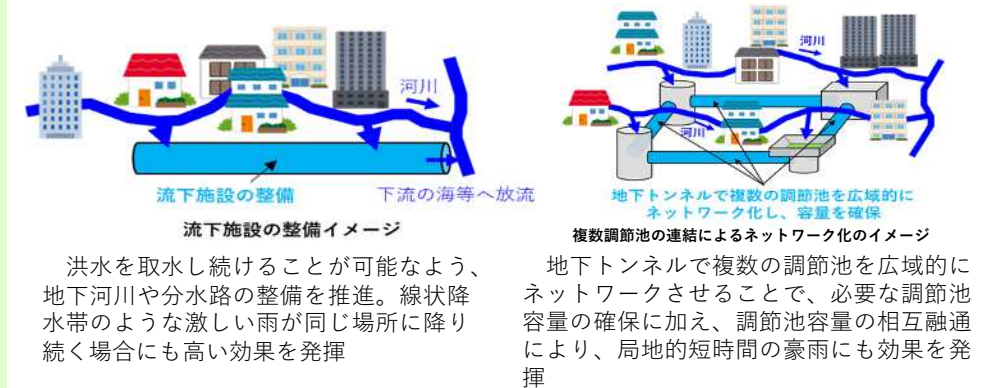 河川
流下施設の整備
下流の海等へ放流
流下施設の整備イメージ
洪水を取水し続けることが可能なよう、
地下河川や分水路の整備を推進。線状降
水帯のような激しい雨が同じ場所に降り
続く場合にも高い効果を発揮
河川
河川
地下トンネルで複数の調節池を広域的に
ネットワーク化し、容量を確保
複数調節池の連結によるネットワーク化のイメージ
地下トンネルで複数の調節池を広域的に
ネットワークさせることで、必要な調節池
容量の確保に加え、調節池容量の相互融通
により、局地的短時間の豪雨にも効果を発
揮